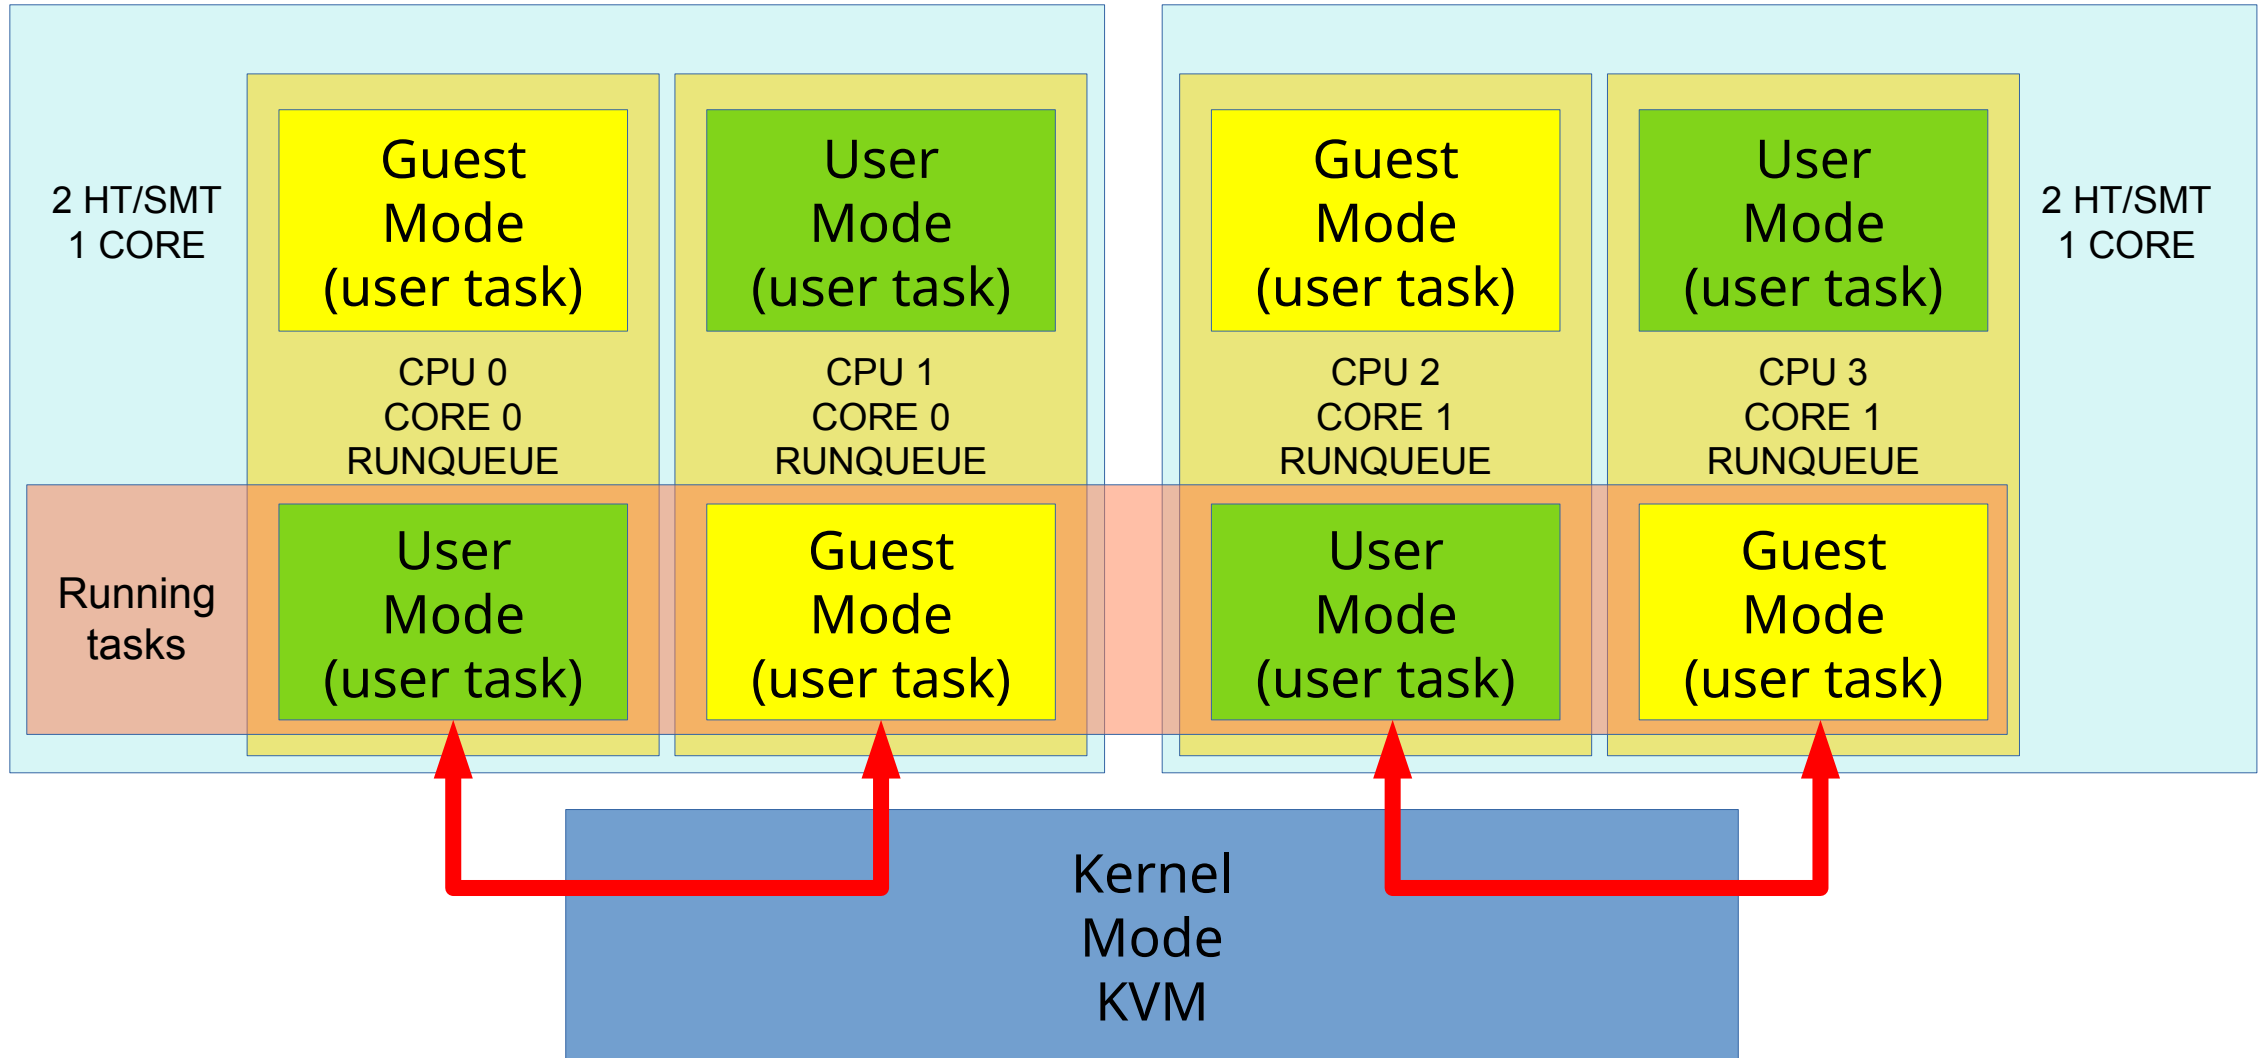 2 HT/SMT
1 CORE
Guest
Mode
(user task)
CPU 0
CORE 0
RUNQUEUE
User
Mode
(user task)
CPU 1
CORE 0
RUNQUEUE
Guest
Mode
(user task)
CPU 2
CORE 1
RUNQUEUE
User
Mode
(user task)
CPU 3
CORE 1
RUNQUEUE
2 HT/SMT
1 CORE
Running
tasks
User
Mode
(user task)
Guest
Mode
(user task)
User
Mode
(user task)
Guest
Mode
(user task)
Kernel
Mode
KVM